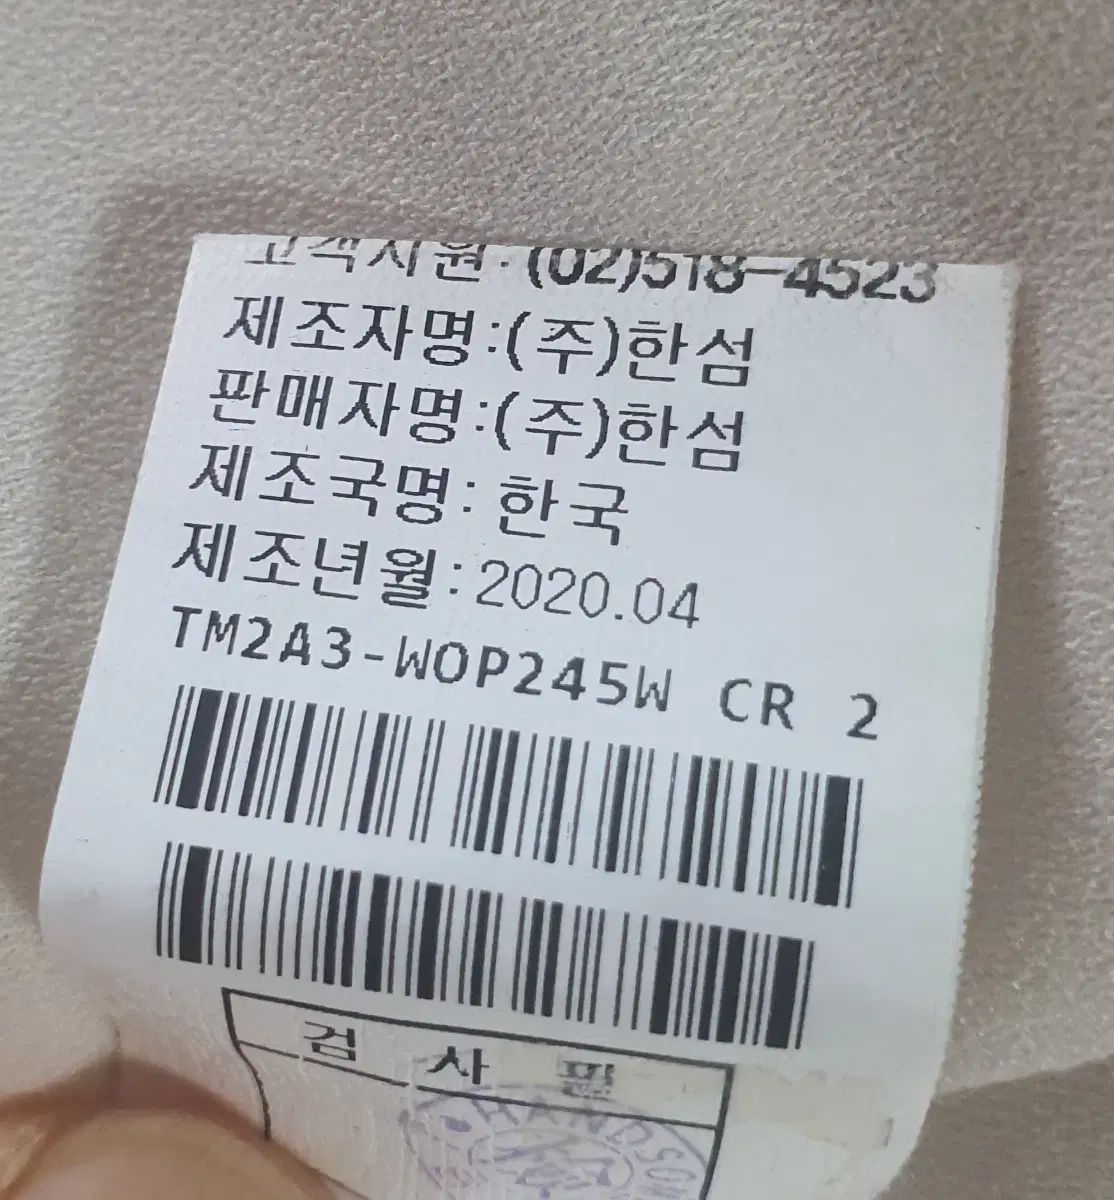 고객지원:(02)518-4523
제조자명:(주)한섬
판매자명:(주)한섬
제조국명: 한국
제조년월:2020.04
TM2A3-WOP245W CR 2
검 사 필
HANDSOM